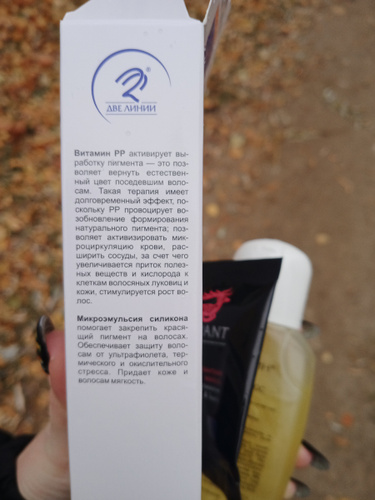 ДВЕ ЛИНИИ
Витамин РР активирует вы-
работку пигмента — это поз-
воляет вернуть естествен-
ный цвет поседевшим воло-
сам. Такая терапия имеет
долговременный эффект, по-
скольку РР провоцирует во-
зобновление формирования
натурального пигмента; поз-
воляет активизировать мик-
роциркуляцию крови, рас-
ширить сосуды, за счет чего
увеличивается приток полез-
ных веществ и кислорода к
клеткам волосяных луковиц и
кожи, стимулируется рост во-
лос.
Микроэмульсия силикона
помогает закрепить крася-
щий пигмент на волосах.
Обеспечивает защиту воло-
сам от ультрафиолета, тер-
мического и окислительного
стресса. Придает коже и
волосам мягкость.